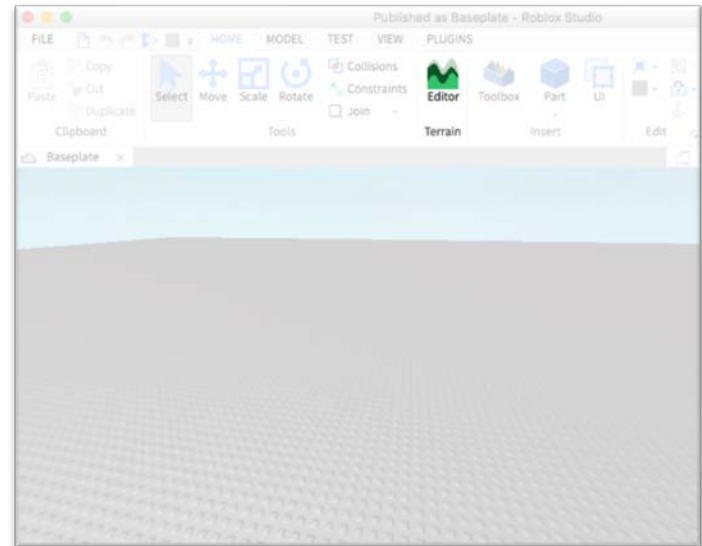 Published as Baseplate - Roblox Studio
FILE HOME MODEL TEST VIEW PLUGINS
Copy
Cut
Duplicate
Paste
Clipboard
Select Move Scale Rotate
Collisions
Constraints
Join
Tools
Editor
Terrain
Toolbox Part UI
Insert
Edit
Baseplate